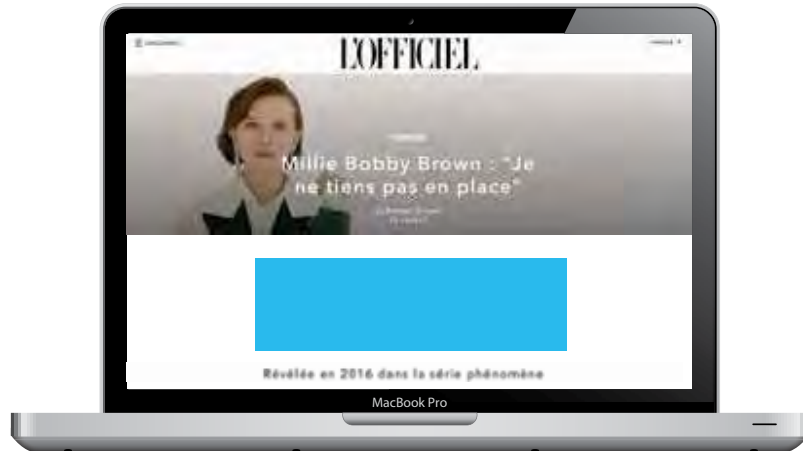 L'OFFICIEL
Millie Bobby Brown : "Je
ne tiens pas en place"
Révélée en 2016 dans la série phénomène
MacBook Pro